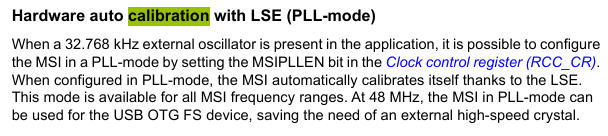 Hardware auto calibration with LSE (PLL-mode)
When a 32.768 kHz external oscillator is present in the application, it is possible to configure
the MSI in a PLL-mode by setting the MSIPLLEN bit in the Clock control register (RCC_CR).
When configured in PLL-mode, the MSI automatically calibrates itself thanks to the LSE.
This mode is available for all MSI frequency ranges. At 48 MHz, the MSI in PLL-mode can
be used for the USB OTG FS device, saving the need of an external high-speed crystal.